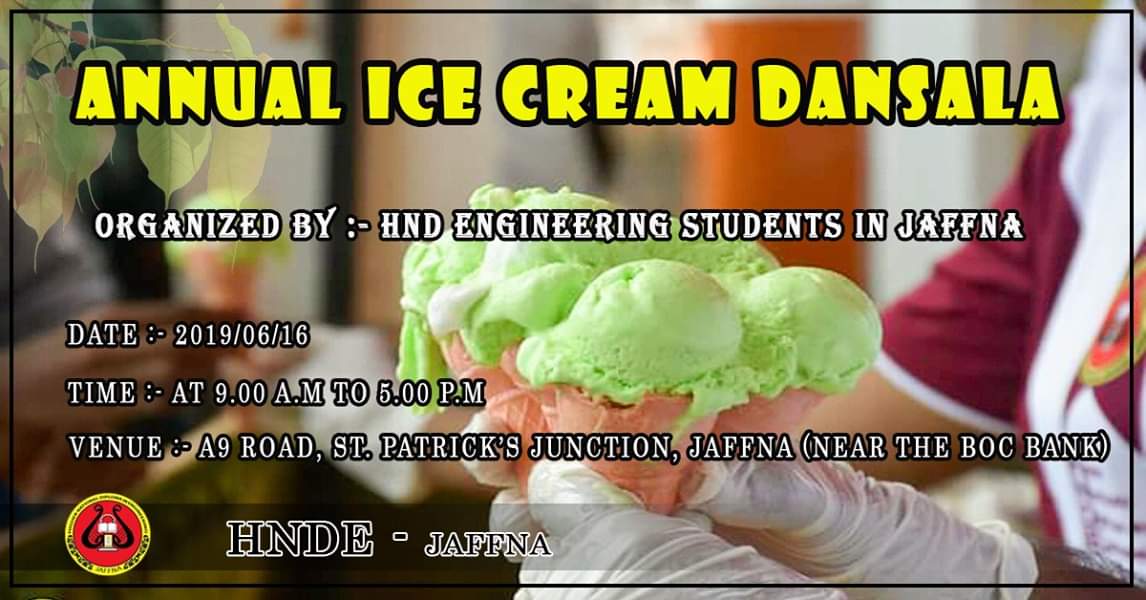 ANNUAL ICE CREAM DANSALA
ORGANIZED BY :- HND ENGINEERING STUDENTS IN JAFFNA
DATE :- 2019/06/16
TIME :- AT 9.00 A.M TO 5.00 P.M
VENUE :- A9 ROAD, ST. PATRICK'S JUNCTION, JAFFNA (NEAR THE BOC BANK)
JAFFNA
HNDE - JAFFNA